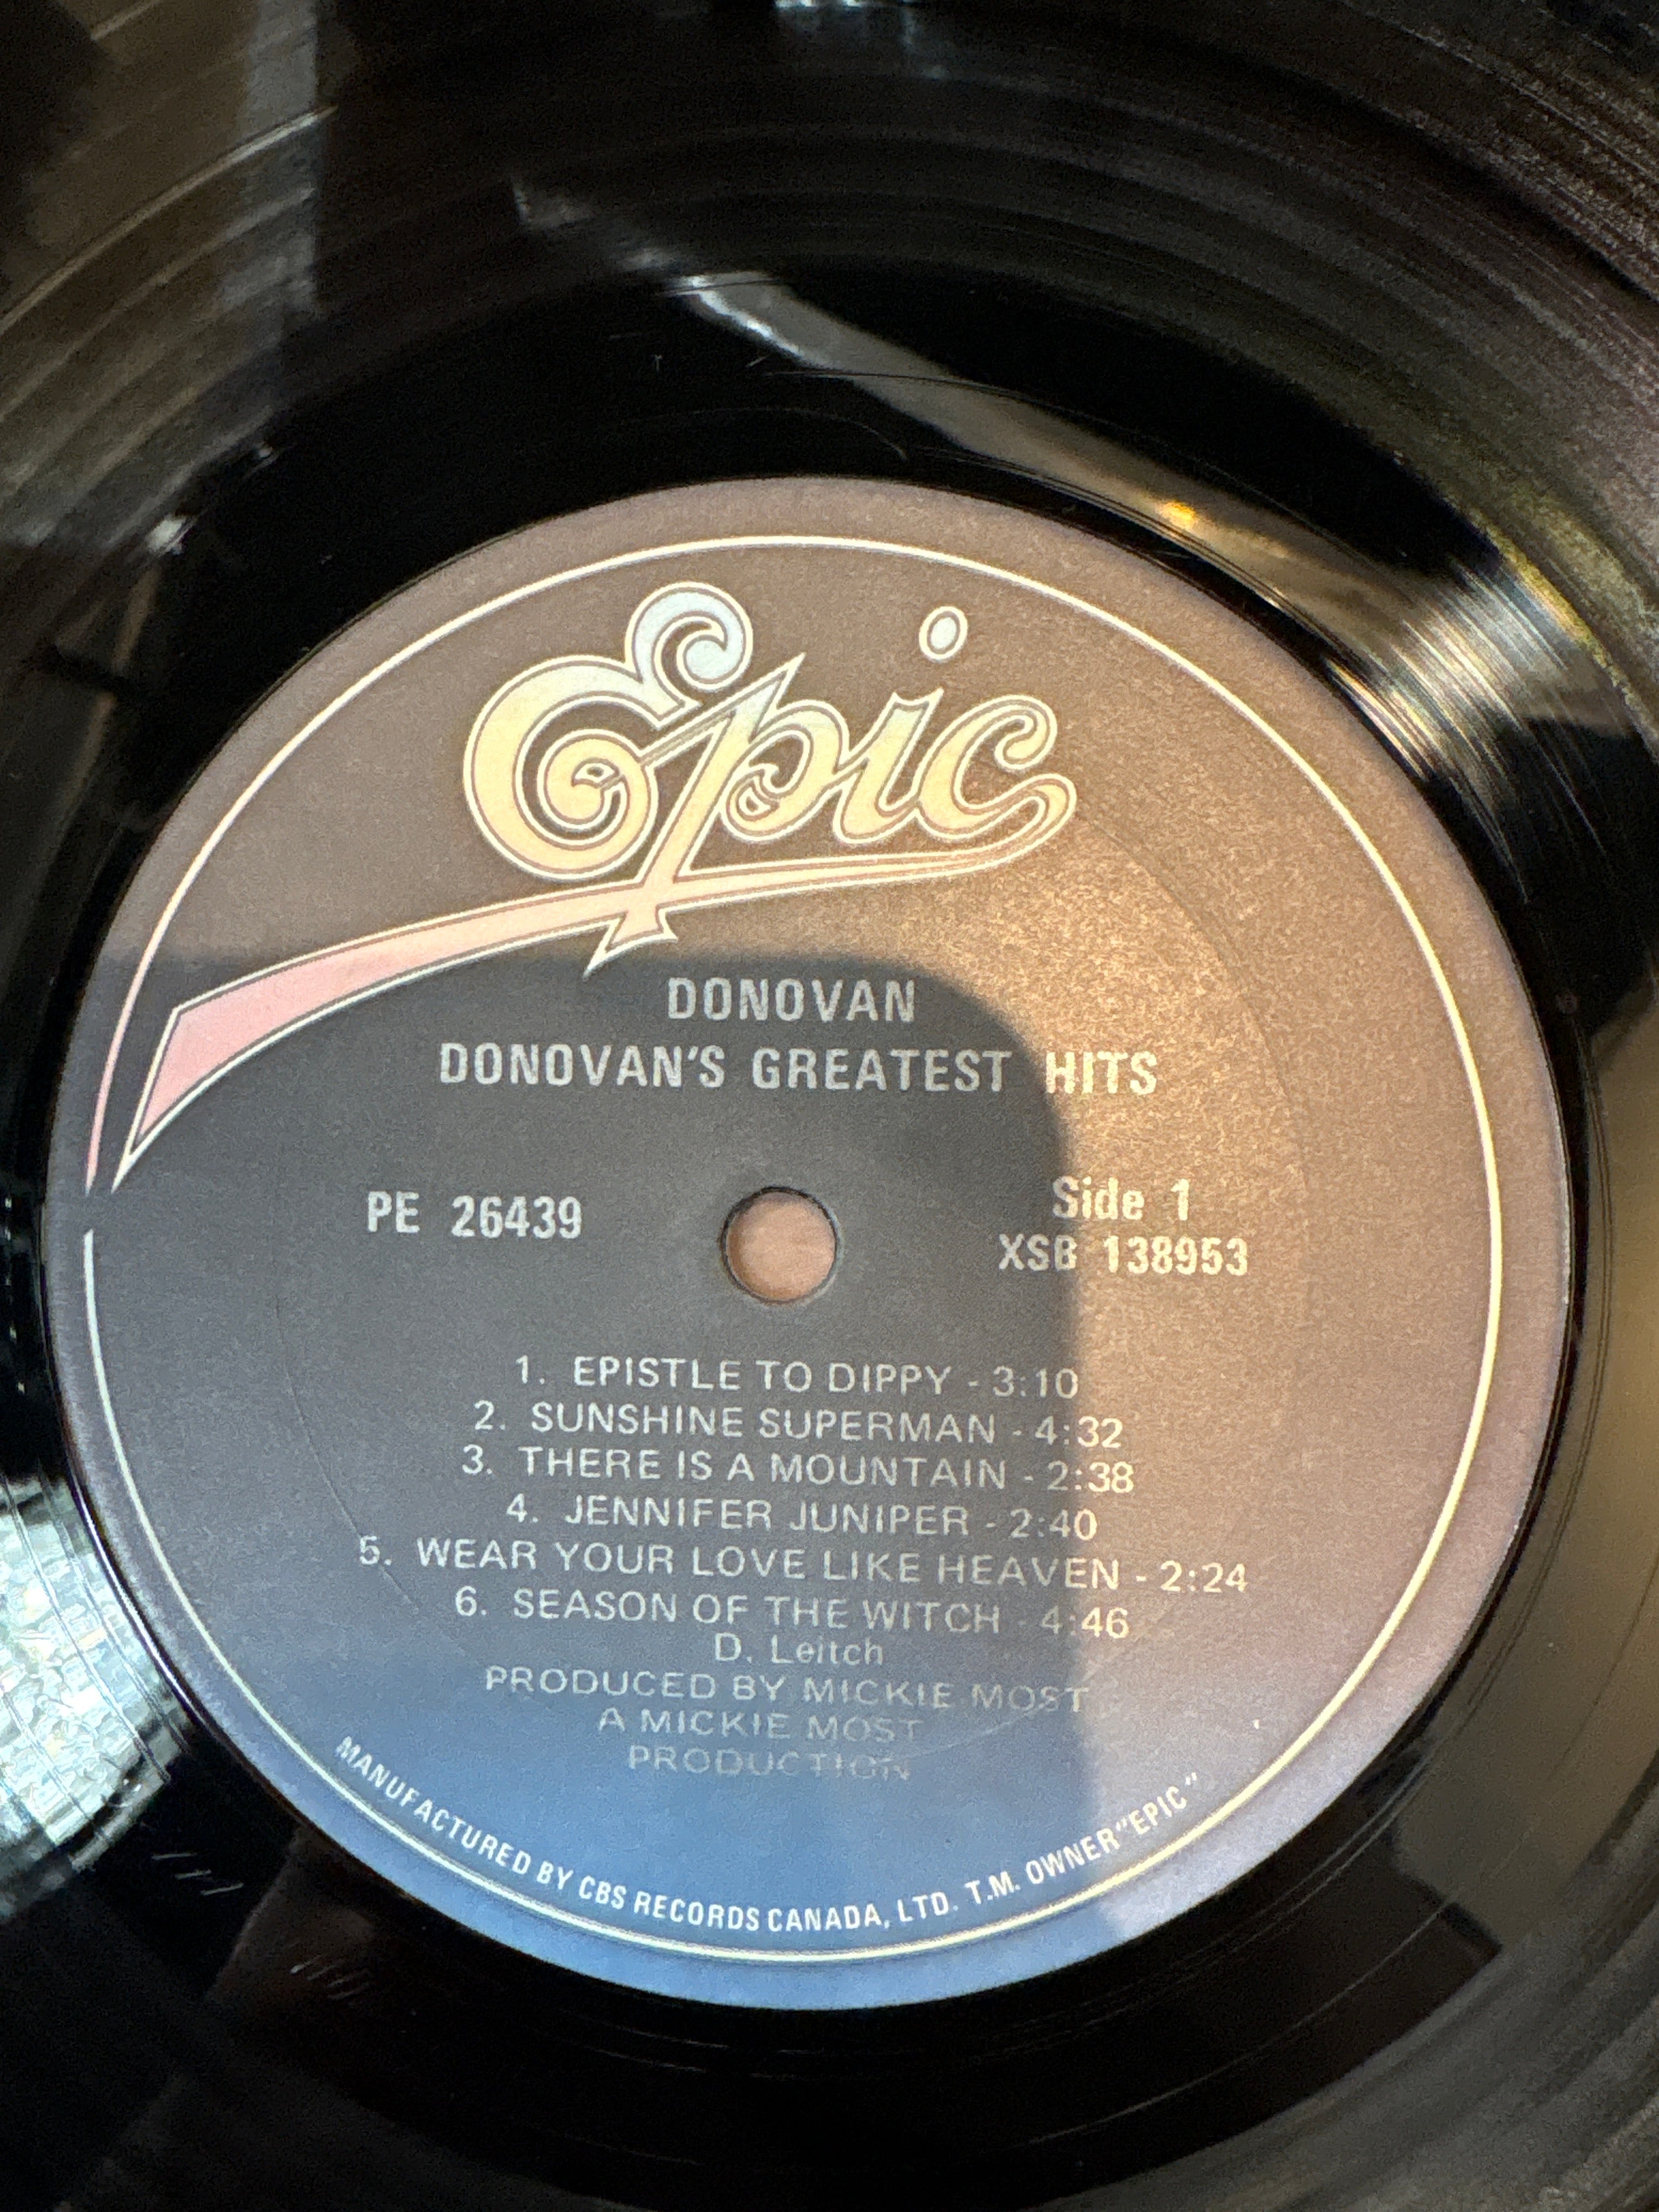 Epic
DONOVAN
DONOVAN'S GREATEST HITS
PE 26439
Side 1
XSB 138953
1. EPISTLE TO DIPPY - 3:10
2. SUNSHINE SUPERMAN - 4:32
3. THERE IS A MOUNTAIN - 2:38
4. JENNIFER JUNIPER - 2:40
5. WEAR YOUR LOVE LIKE HEAVEN - 2:24
6. SEASON OF THE WITCH - 4:46
D. Leitch
PRODUCED BY MICKIE MOST
A MICKIE MOST
PRODUCTION
MANUFACTURED BY CBS RECORDS CANADA, LTD. T.M. OWNER "EPIC"